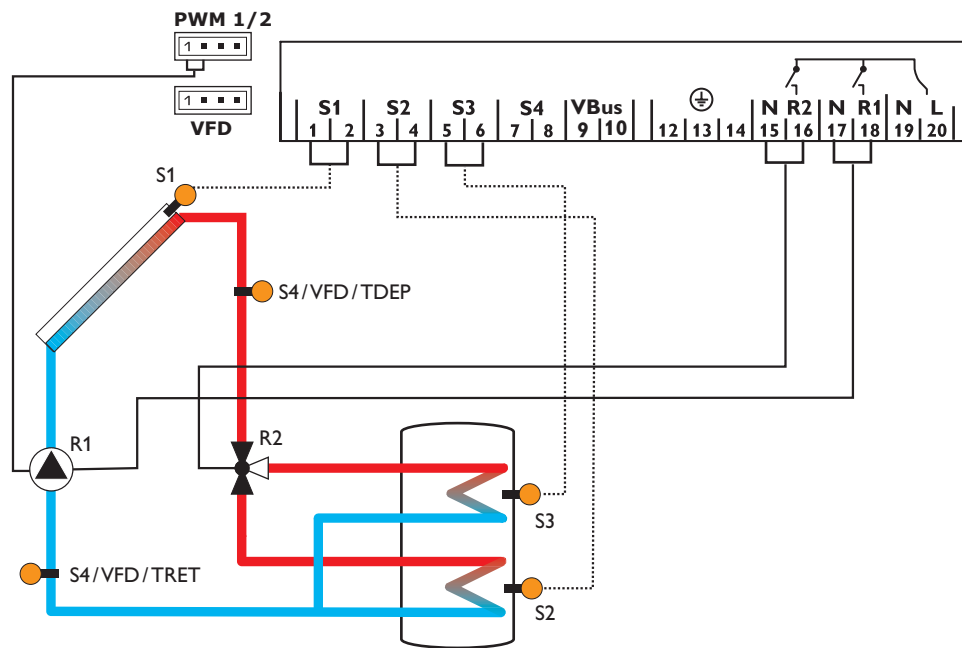 PWM 1/2
1
1
VFD
S1 S2 S3 S4 VBus N R2 N R1 N L
1 2 3 4 5 6 7 8 9 10 12 13 14 15 16 17 18 19 20
S1
S4/VFD/TDEP
R1
R2
S3
S4/VFD/TRET
S2